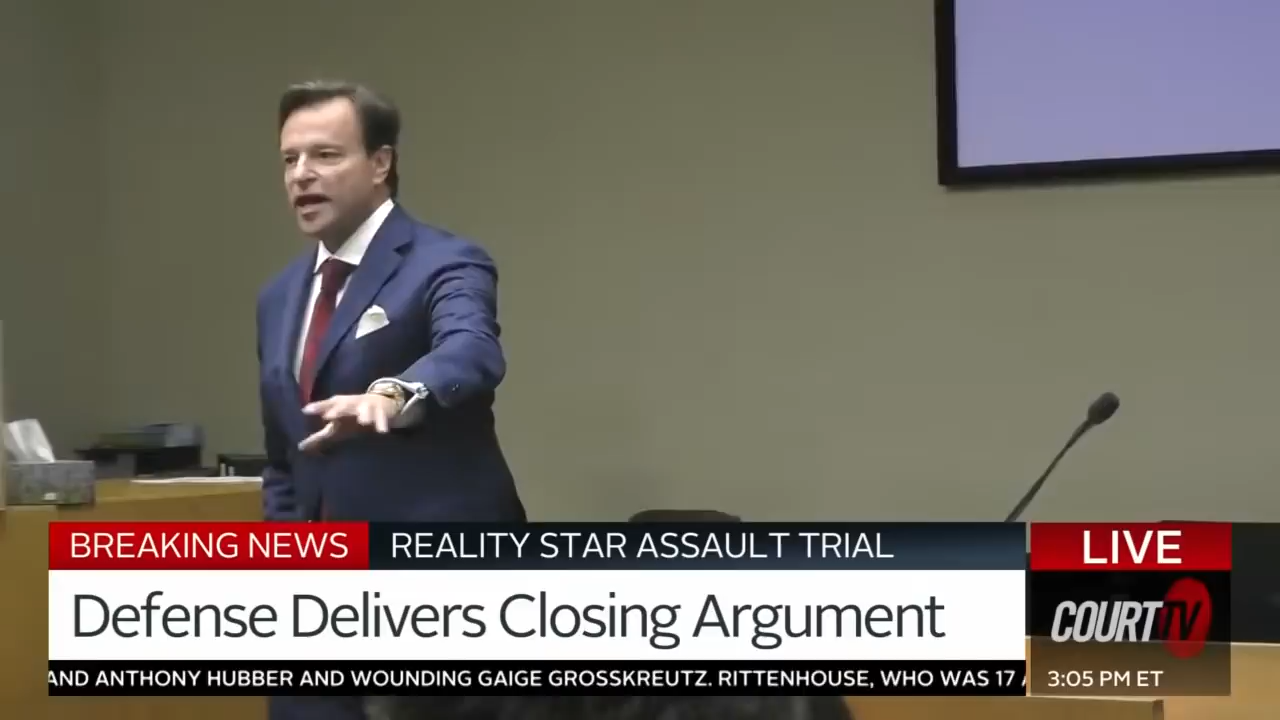 BREAKING NEWS
REALITY STAR ASSAULT TRIAL
LIVE
Defense Delivers Closing Argument
COURT TV
AND ANTHONY HUBBER AND WOUNDING GAIGE GROSSKREUTZ. RITTENHOUSE, WHO WAS 17
3:05 PM ET